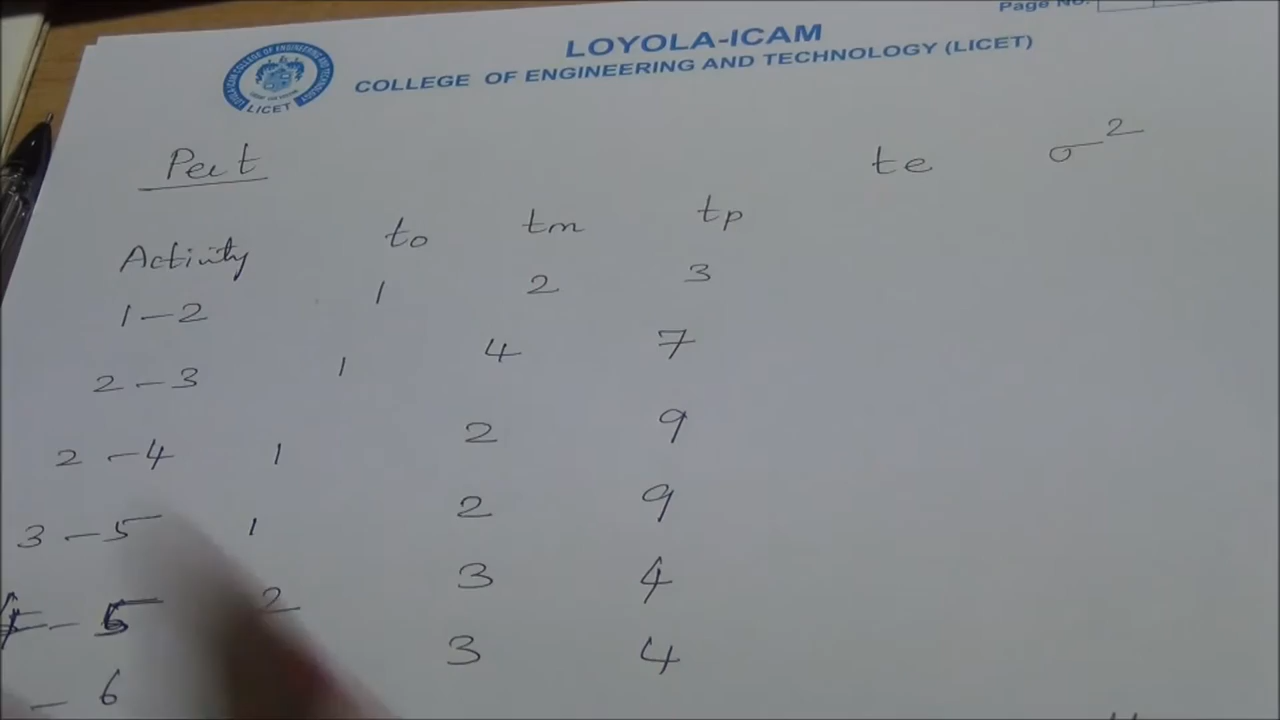 Page No.
LOYOLA-ICAM
COLLEGE OF ENGINEERING AND TECHNOLOGY (LICET)
LICET
Pert te σ²
Activity to tm tp
1-2 1 2 3
2-3 1 4 7
2-4 1 2 9
3-5 1 2 9
- 5 2 3 4
- 6 3 4